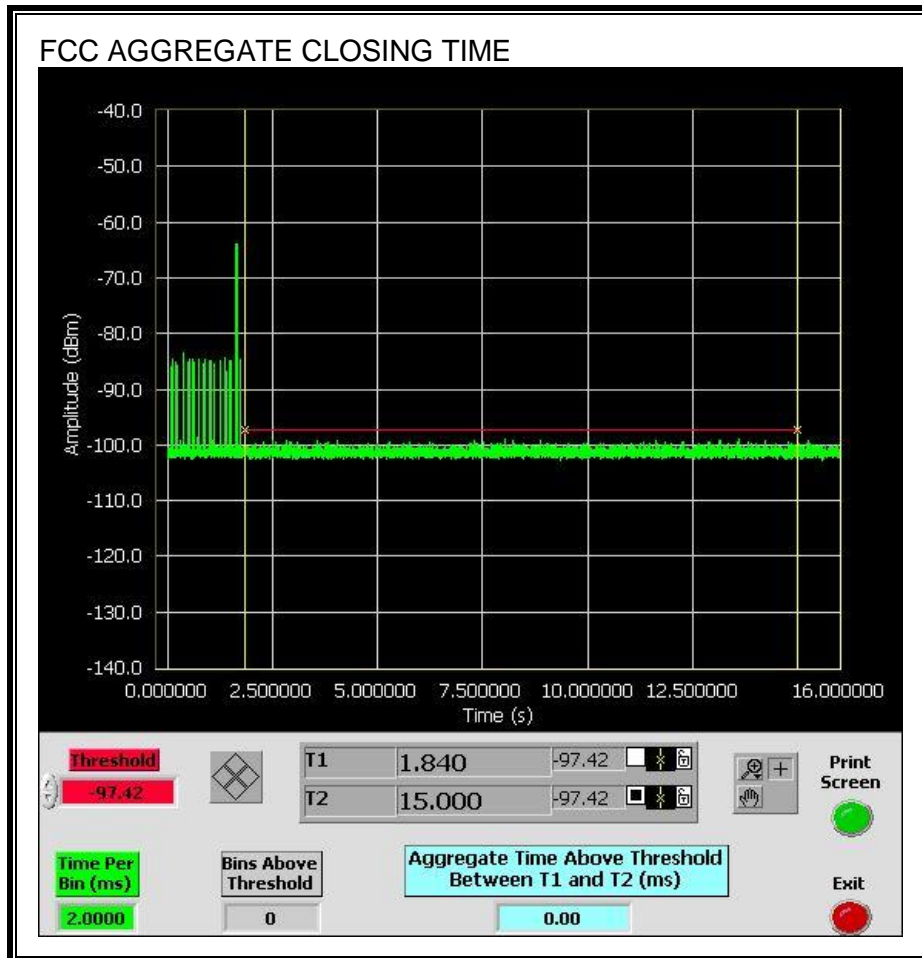 FCC AGGREGATE CLOSING TIME
-40.0
-50.0
-60.0
-70.0
-80.0
-90.0
-100.0
-110.0
-120.0
-130.0
-140.0
Amplitude (dBm)
0.000000 2.500000 5.000000 7.500000 10.000000 12.500000 16.000000
Time (s)
Threshold
-97.42
T1 1.840 -97.42
T2 15.000 -97.42
Print Screen
Time Per Bin (ms)
2.0000
Bins Above Threshold
0
Aggregate Time Above Threshold
Between T1 and T2 (ms)
0.00
Exit